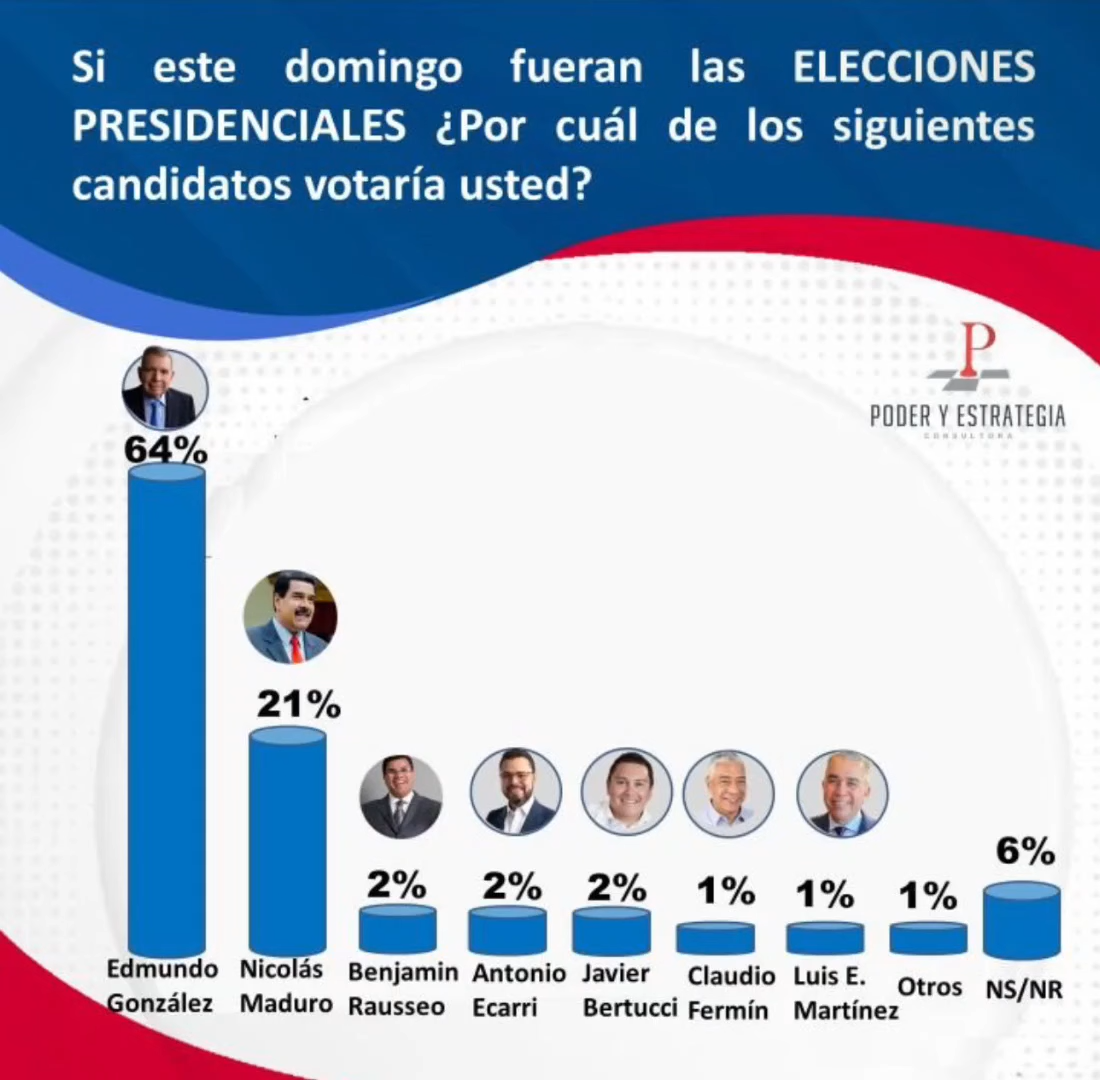 Si este domingo fueran las ELECCIONES
PRESIDENCIALES ¿Por cuál de los siguientes
candidatos votaría usted?
P
PODER Y ESTRATEGIA
CONSULTORA
64%
21%
2%
2%
2%
1%
1%
1%
6%
Edmundo González
Nicolás Maduro
Benjamin Rausseo
Antonio Ecarri
Javier Bertucci
Claudio Fermín
Luis E. Martínez
Otros
NS/NR